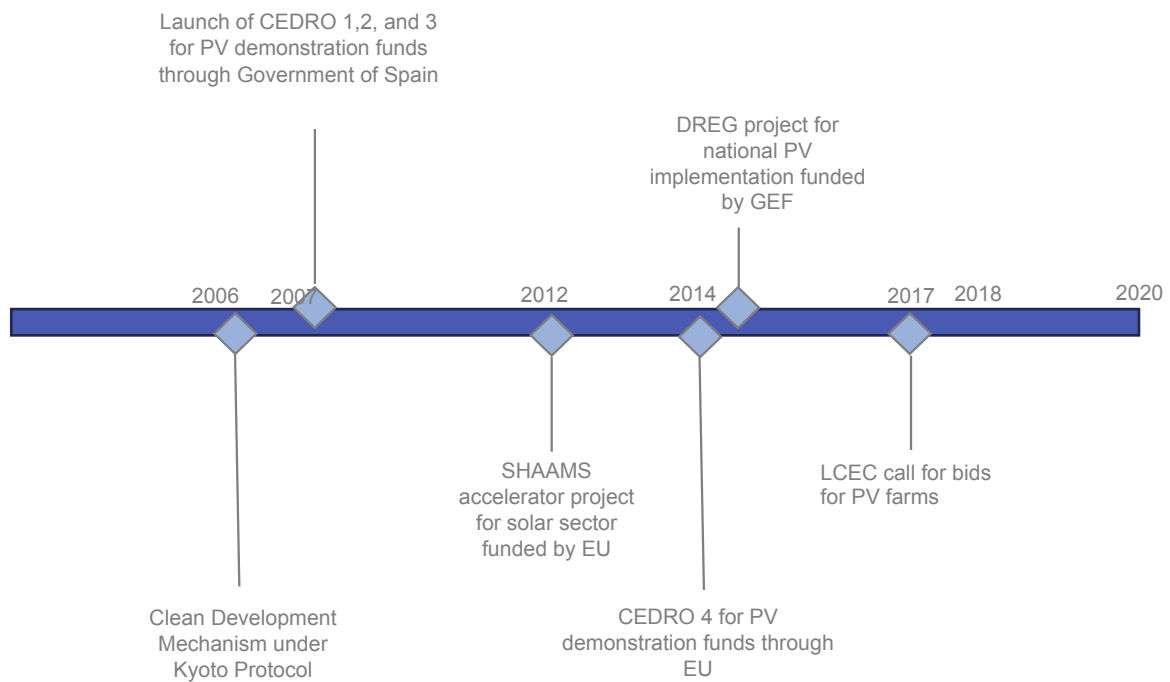 Launch of CEDRO 1,2, and 3
for PV demonstration funds
through Government of Spain
DREG project for
national PV
implementation funded
by GEF
2006
2007
2012
2014
2017
2018
2020
SHAAMS
accelerator project
for solar sector
funded by EU
LCEC call for bids
for PV farms
Clean Development
Mechanism under
Kyoto Protocol
CEDRO 4 for PV
demonstration funds through
EU